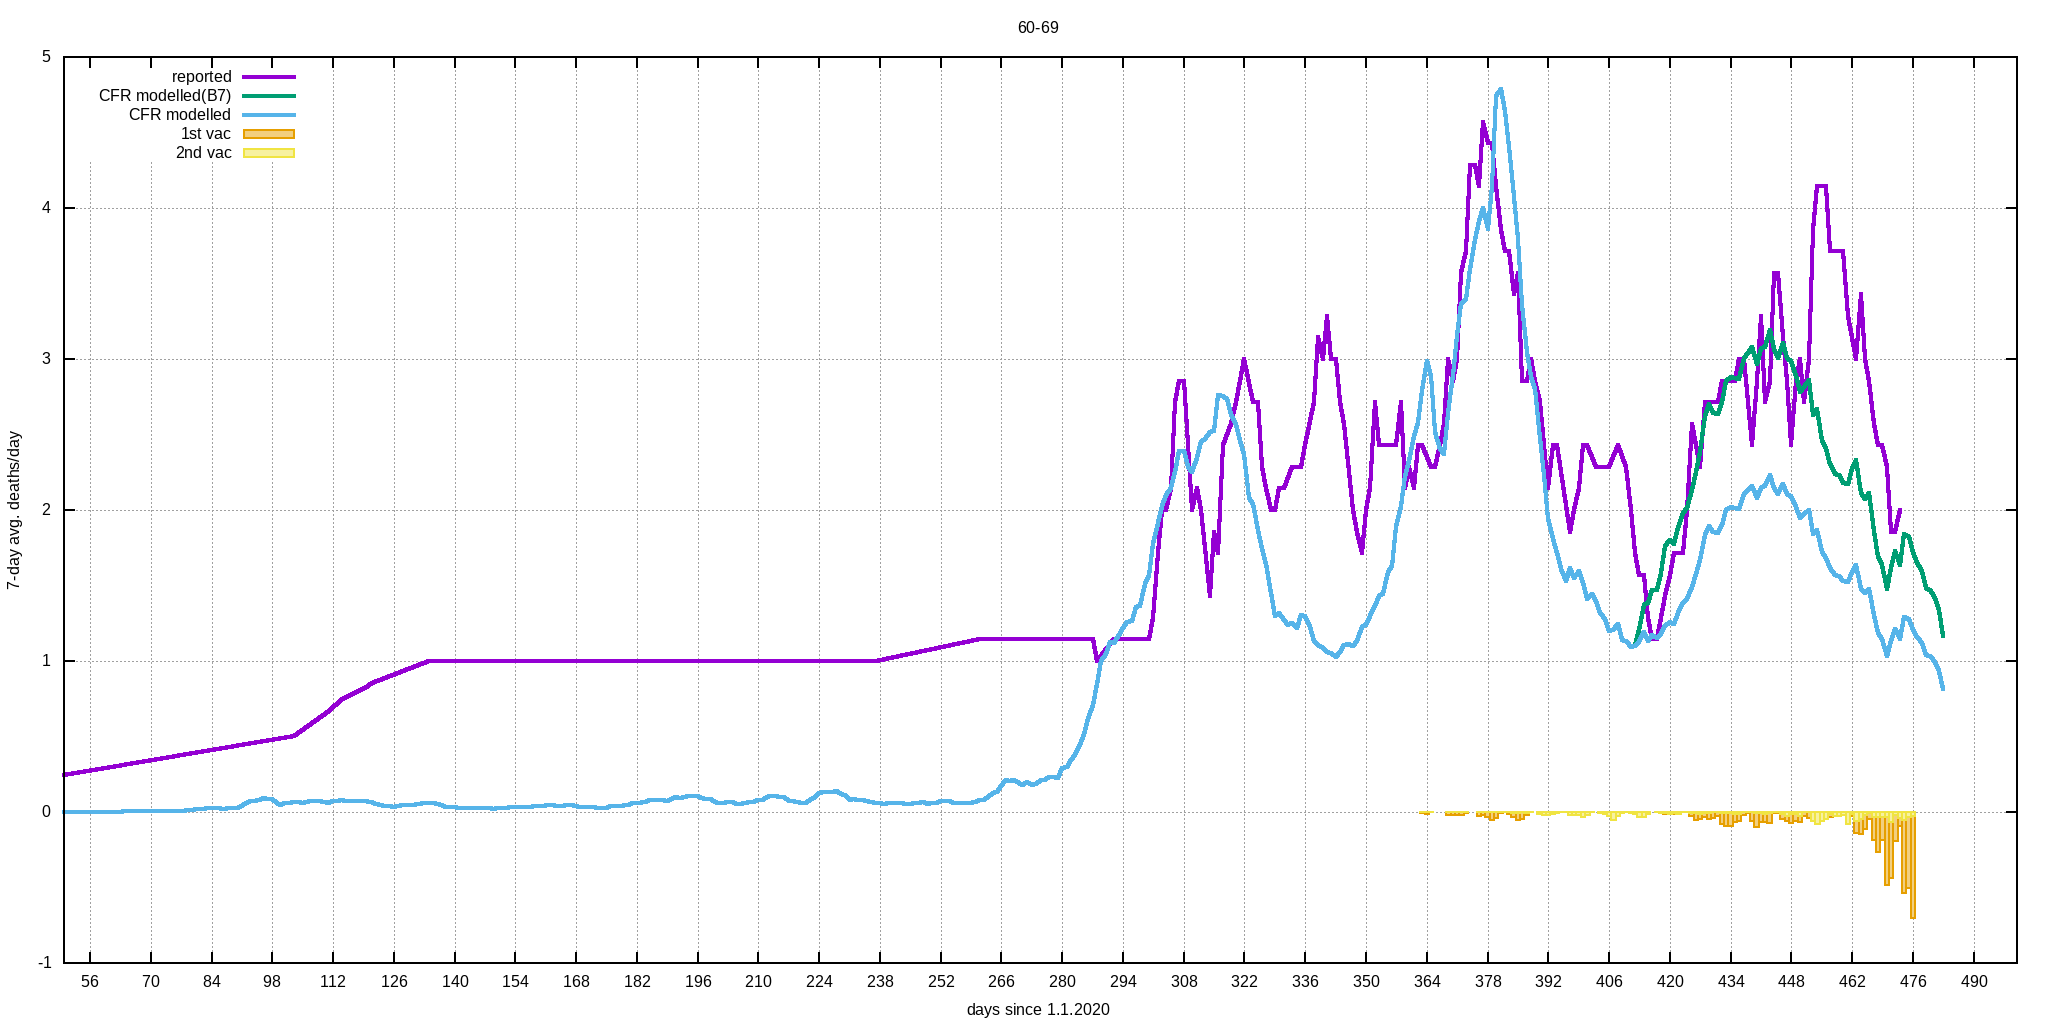 60-69
5
4
3
2
1
0
-1
7-day avg. deaths/day
reported
CFR modelled(B7)
CFR modelled
1st vac
2nd vac
56 70 84 98 112 126 140 154 168 182 196 210 224 238 252 266 280 294 308 322 336 350 364 378 392 406 420 434 448 462 476 490
days since 1.1.2020